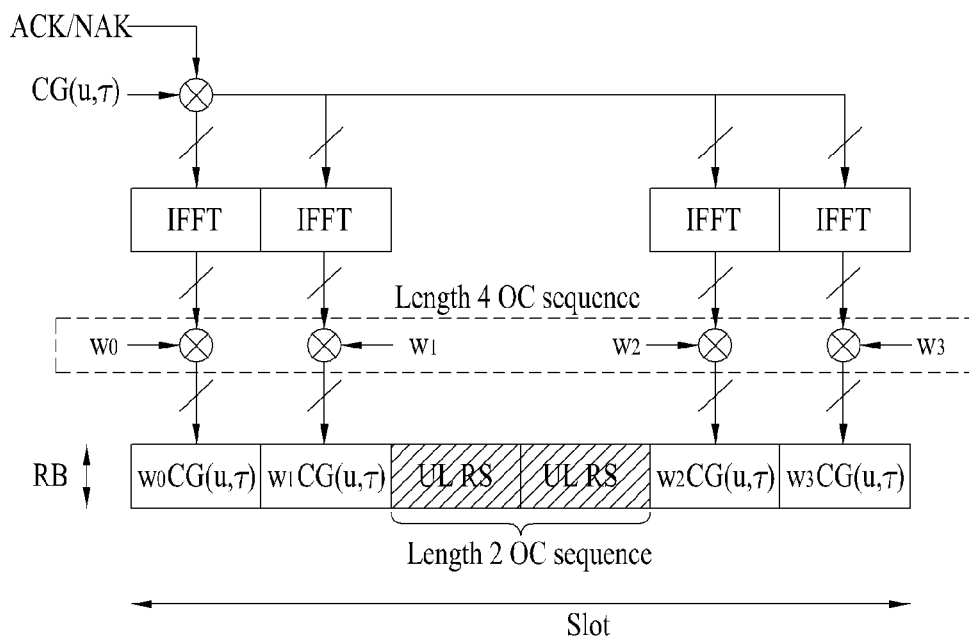 ACK/NAK
CG(u,τ)
IFFT IFFT IFFT IFFT
Length 4 OC sequence
w0 w1 w2 w3
RB w0CG(u,τ) w1CG(u,τ) UL RS UL RS w2CG(u,τ) w3CG(u,τ)
Length 2 OC sequence
Slot